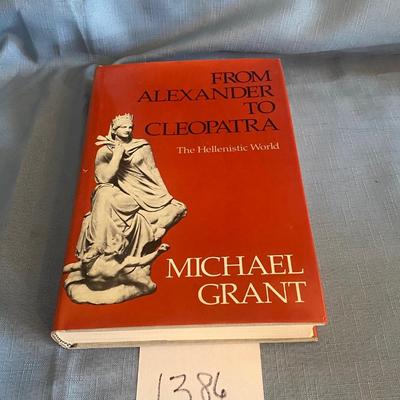 FROM
ALEXANDER
TO
CLEOPATRA
The Hellenistic World
MICHAEL
GRANT
1386